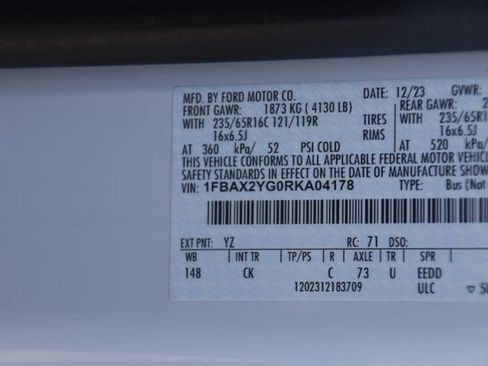 MFD. BY FORD MOTOR CO. DATE: 12/23 GVWR:
FRONT GAWR: 1873 KG ( 4130 LB) REAR GAWR: 2
WITH 235/65R16C 121/119R TIRES WITH 235/65R1
16x6.5J RIMS 16x6.5J
AT 360 kPa/ 52 PSI COLD AT 520 kPa/
THIS VEHICLE CONFORMS TO ALL APPLICABLE FEDERAL MOTOR VEHICL
SAFETY STANDARDS IN EFFECT ON THE DATE OF MANUFACTURE SHOWN
VIN: 1FBAX2YG0RKA04178 TYPE: Bus (Not
EXT PNT: YZ RC: 71 DSO:
WB INT TR TP/PS R AXLE TR SPR
148 CK C 73 U EEDD
1202312183709 ULC